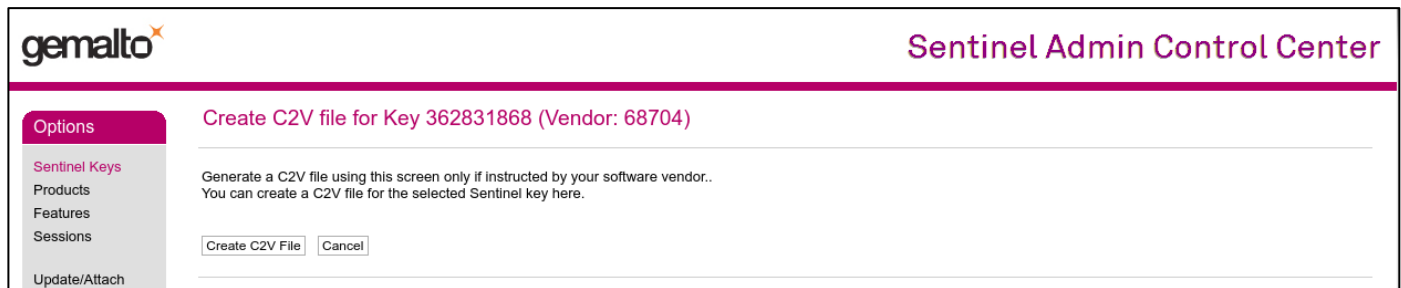 gemalto
Sentinel Admin Control Center
Options
Sentinel Keys
Products
Features
Sessions
Update/Attach
Create C2V file for Key 362831868 (Vendor: 68704)
Generate a C2V file using this screen only if instructed by your software vendor..
You can create a C2V file for the selected Sentinel key here.
Create C2V File
Cancel